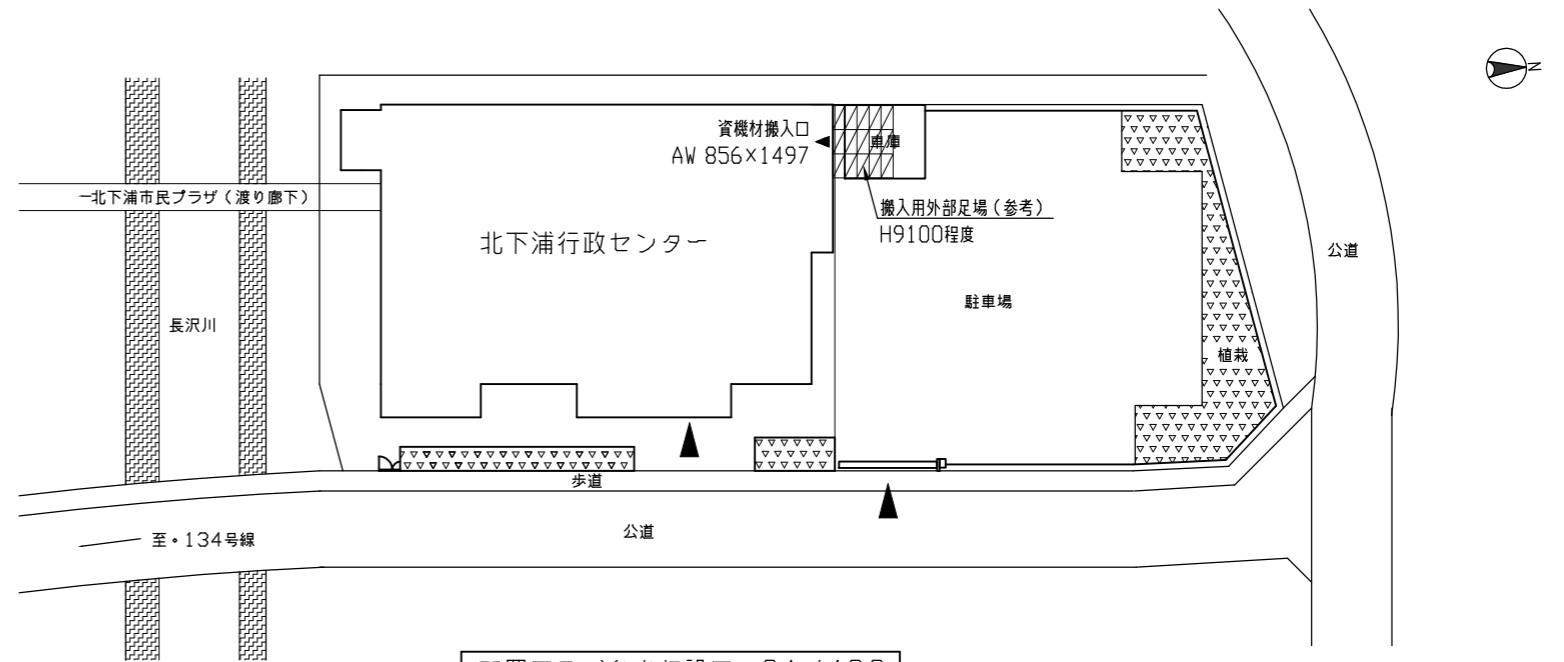 N
資機材搬入口
AW 856×1497
車庫
北下浦市民プラザ（渡り廊下）
搬入用外部足場（参考）
H9100程度
北下浦行政センター
公道
駐車場
長沢川
植栽
歩道
公道
至・134号線